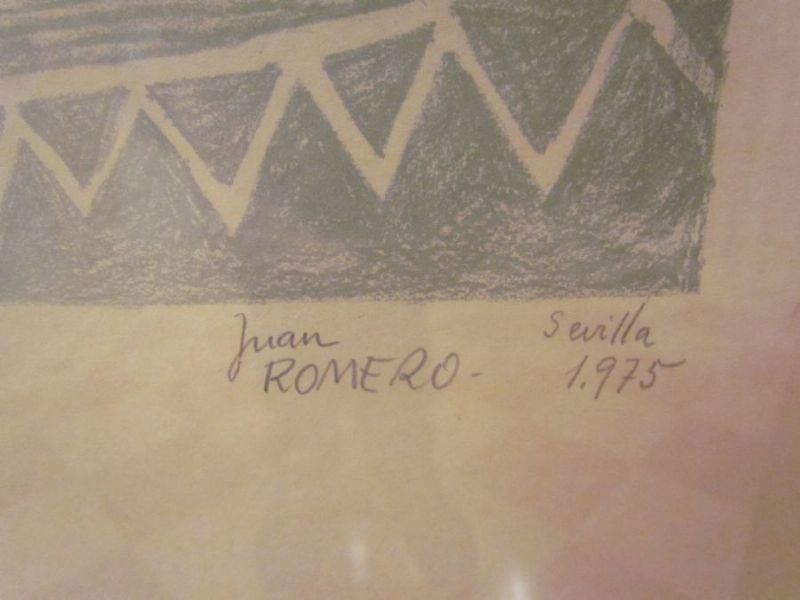 Juan
ROMERO-
Sevilla
1.975